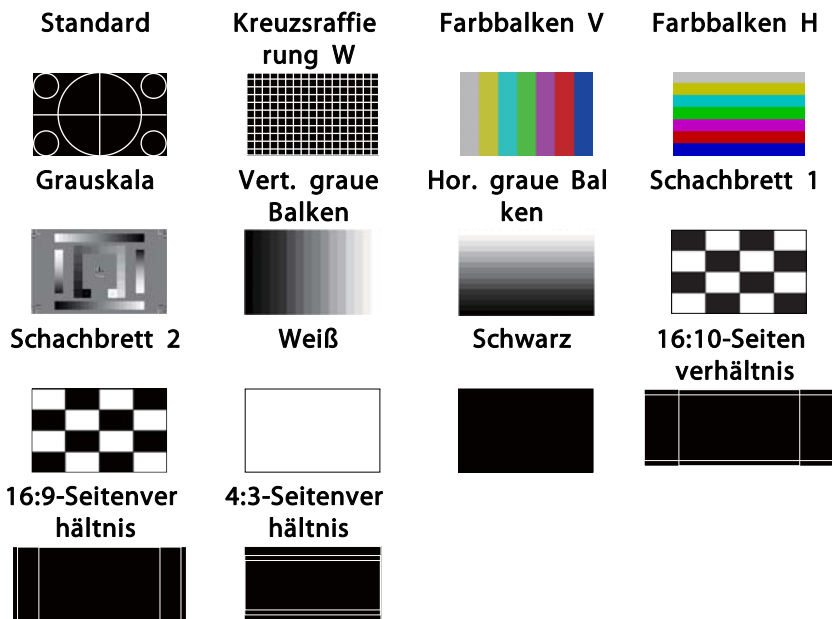 Standard
Kreuzsraffie
rung W
Farbbalken V
Farbbalken H
Grauskala
Vert. graue
Balken
Hor. graue Bal
ken
Schachbrett 1
Schachbrett 2
Weiß
Schwarz
16:10-Seiten
verhältnis
16:9-Seitenver
hältnis
4:3-Seitenver
hältnis